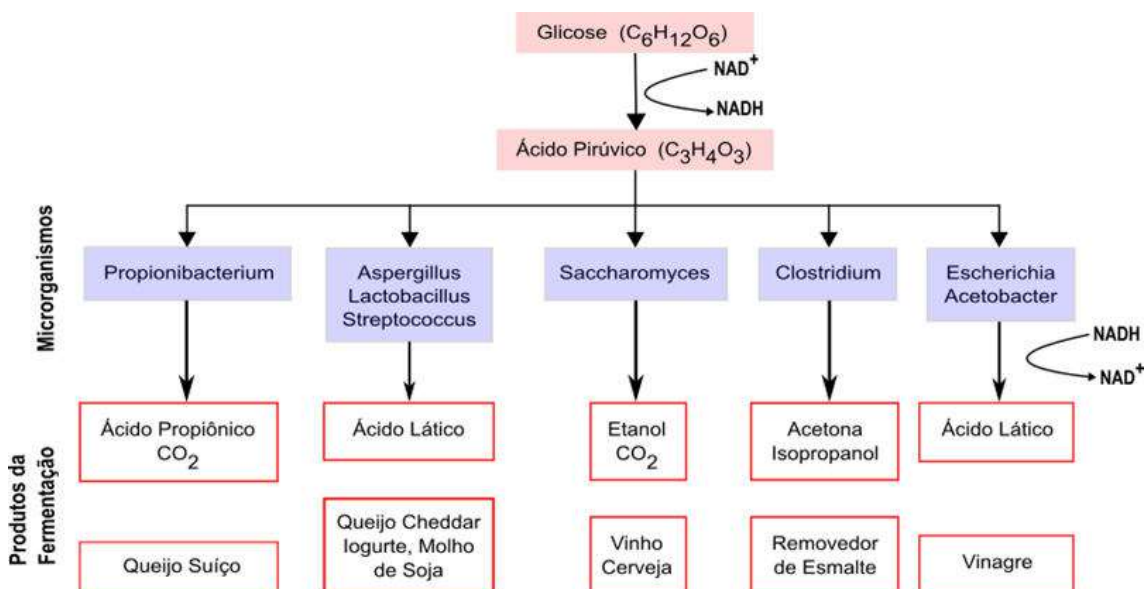 Glicose (C6H12O6)
NAD+
NADH
Ácido Pirúvico (C3H4O3)
Microrganismos
Propionibacterium
Aspergillus
Lactobacillus
Streptococcus
Saccharomyces
Clostridium
Escherichia
Acetobacter
NADH
NAD+
Produtos da
Fermentação
Ácido Propiônico
CO2
Ácido Lático
Etanol
CO2
Acetona
Isopropanol
Ácido Lático
Queijo Suíço
Queijo Cheddar
Iogurte, Molho
de Soja
Vinho
Cerveja
Removedor
de Esmalte
Vinagre